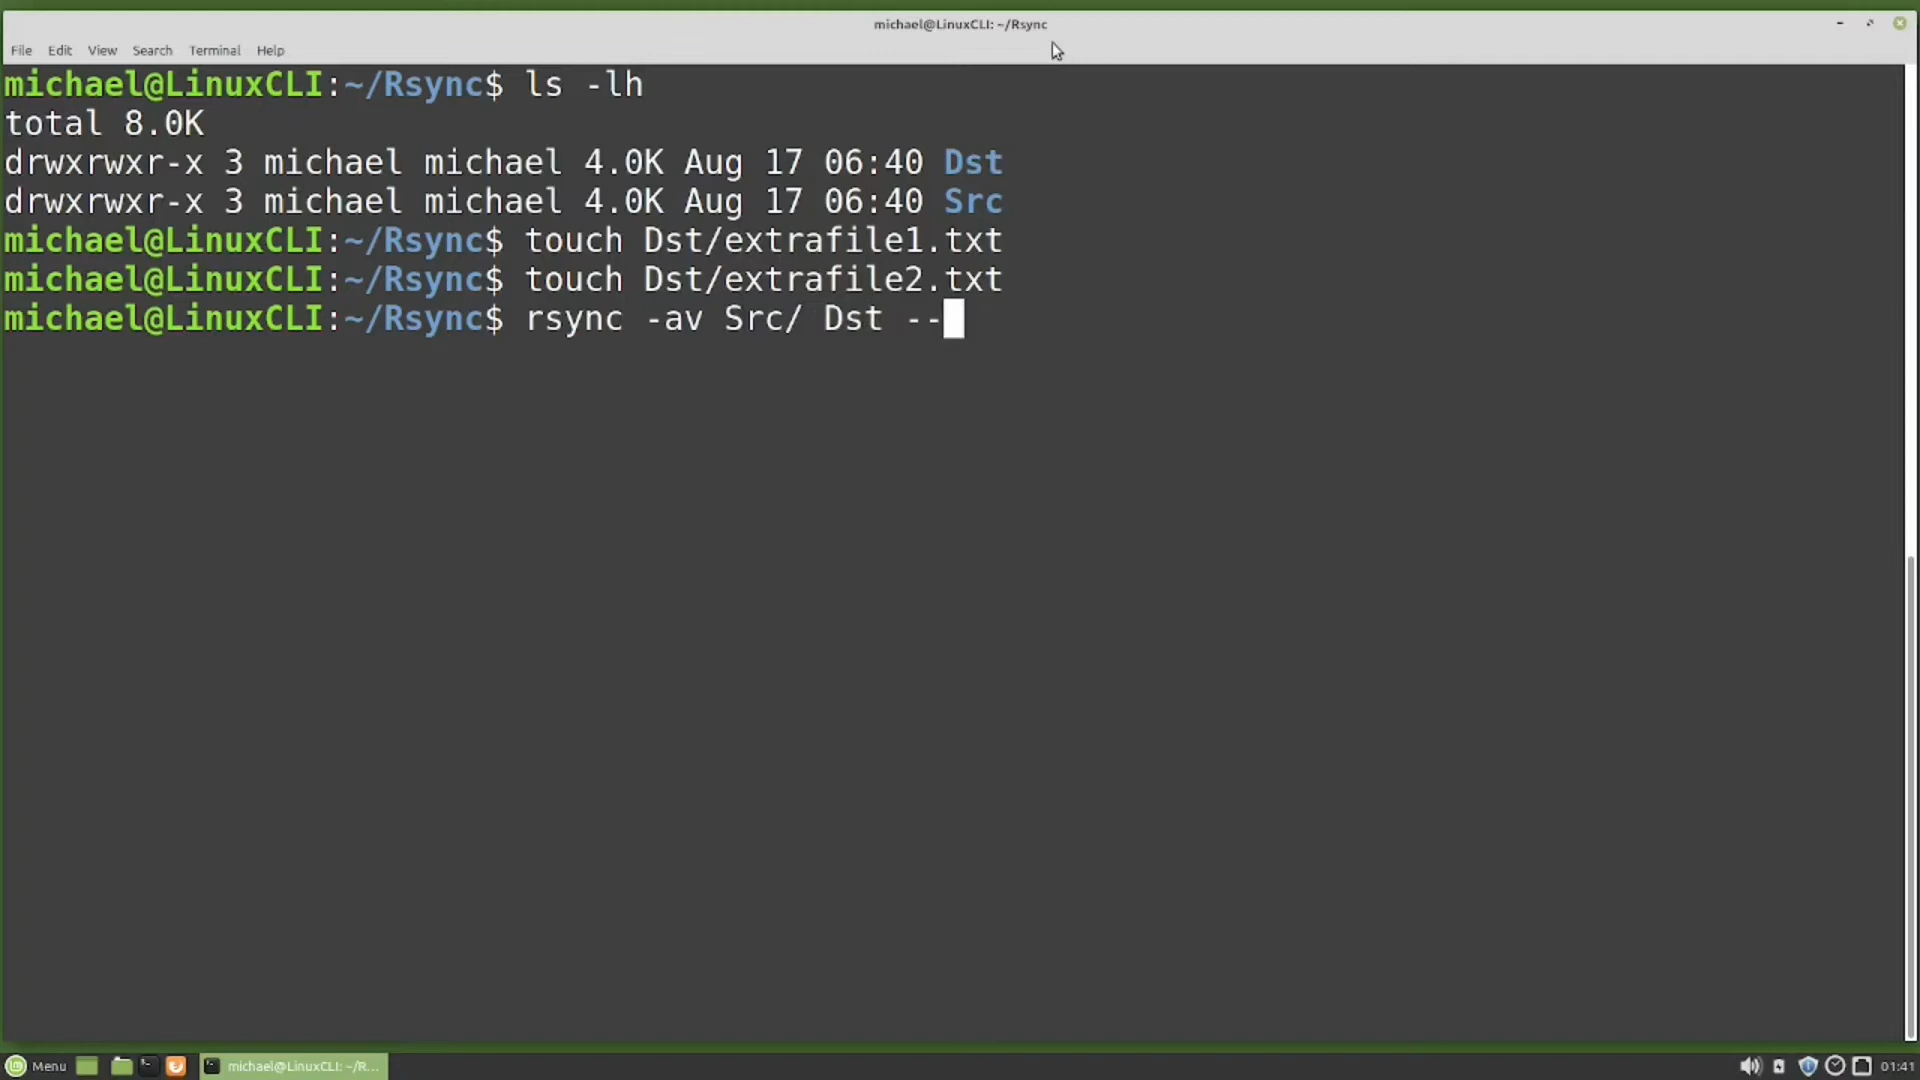 michael@LinuxCLI: ~/Rsync
File Edit View Search Terminal Help
michael@LinuxCLI:~/Rsync$ ls -lh
total 8.0K
drwxrwxr-x 3 michael michael 4.0K Aug 17 06:40 Dst
drwxrwxr-x 3 michael michael 4.0K Aug 17 06:40 Src
michael@LinuxCLI:~/Rsync$ touch Dst/extrafile1.txt
michael@LinuxCLI:~/Rsync$ touch Dst/extrafile2.txt
michael@LinuxCLI:~/Rsync$ rsync -av Src/ Dst --
Menu michael@LinuxCLI: ~/R... 01:41